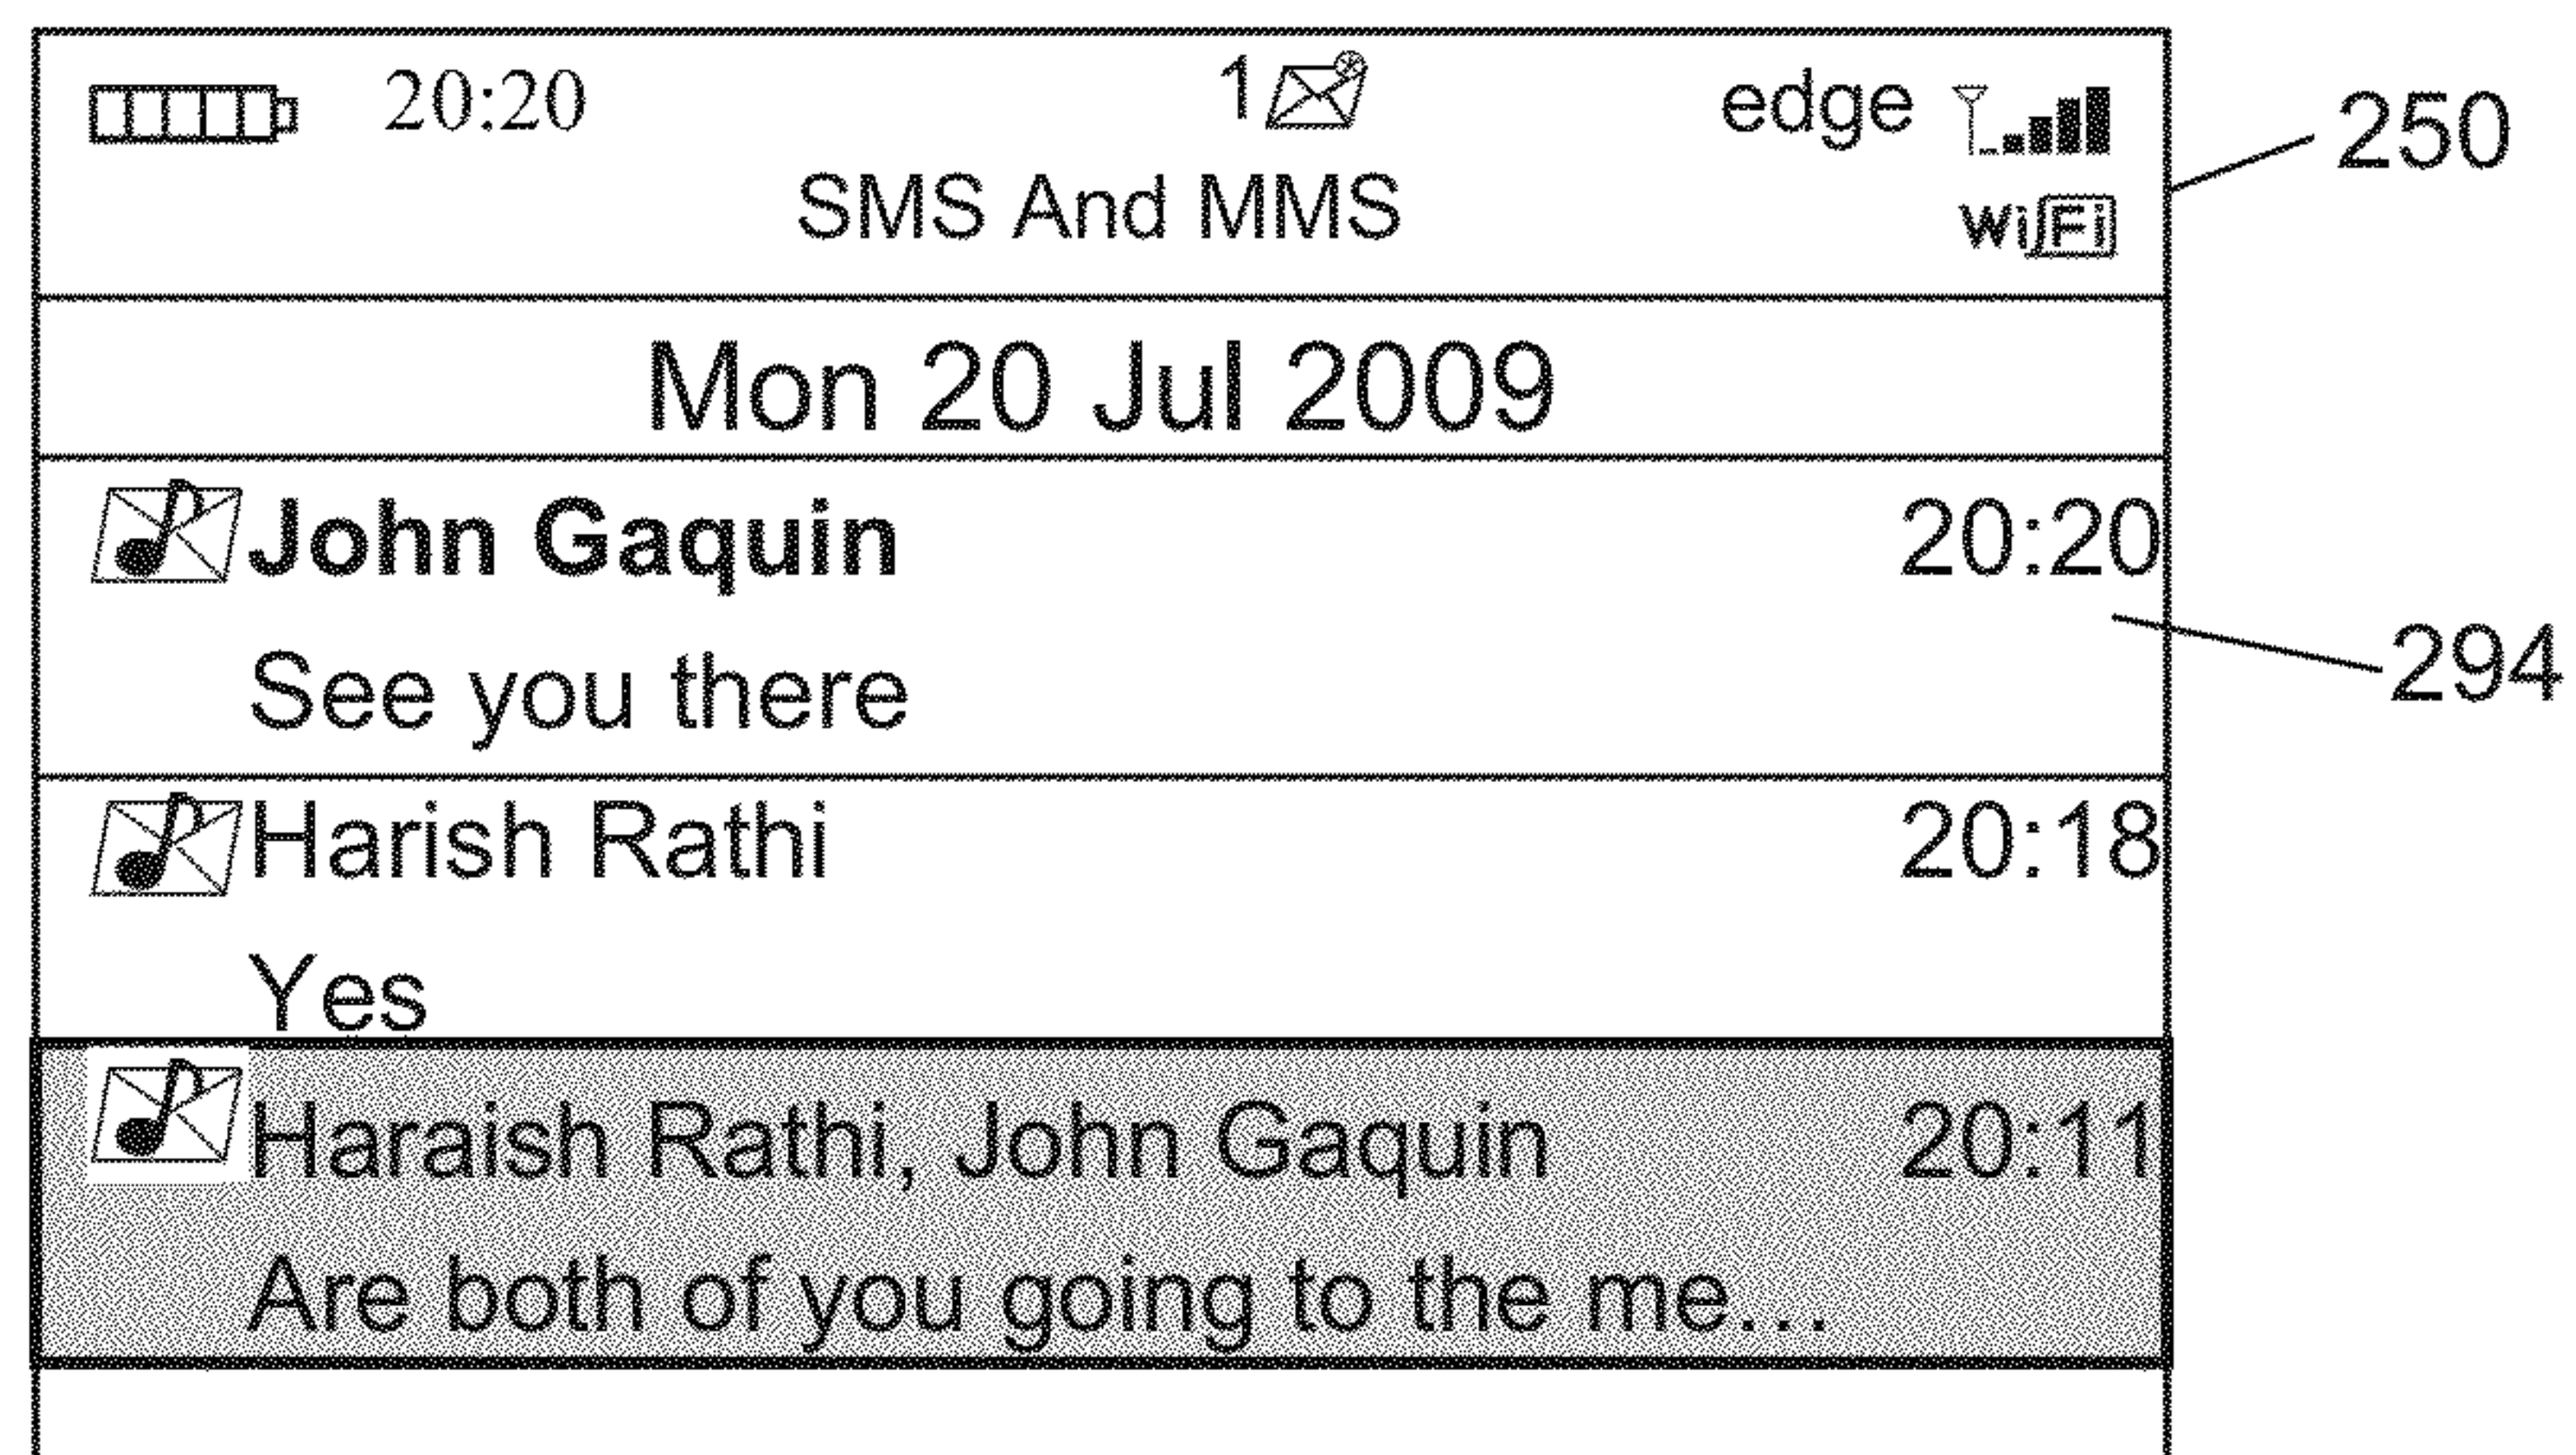 20:20 1 edge 250
SMS And MMS WiFi
Mon 20 Jul 2009
John Gaquin 20:20
294
See you there
Harish Rathi 20:18
Yes
Haraish Rathi, John Gaquin 20:11
Are both of you going to the me...